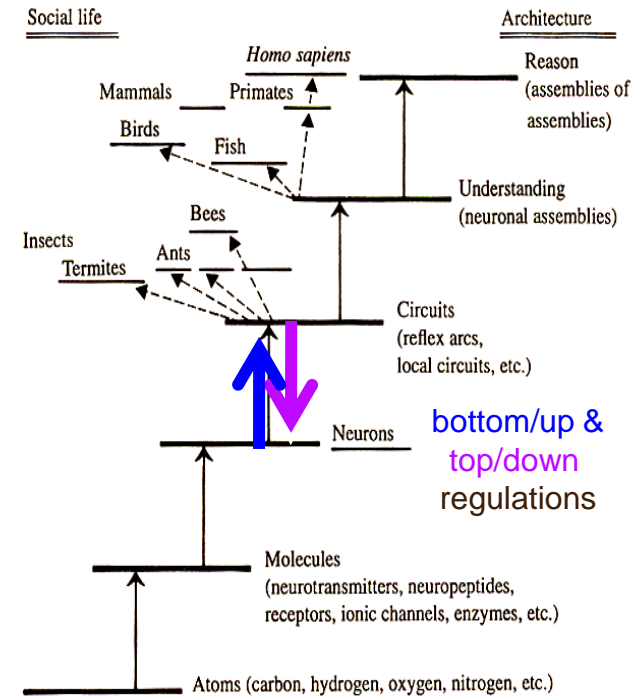 Social life
Architecture
Homo sapiens
Reason
(assemblies of
assemblies)
Mammals
Primates
Birds
Fish
Understanding
(neuronal assemblies)
Bees
Insects
Ants
Termites
Circuits
(reflex arcs,
local circuits, etc.)
Neurons
bottom/up &
top/down
regulations
Molecules
(neurotransmitters, neuropeptides,
receptors, ionic channels, enzymes, etc.)
Atoms (carbon, hydrogen, oxygen, nitrogen, etc.)